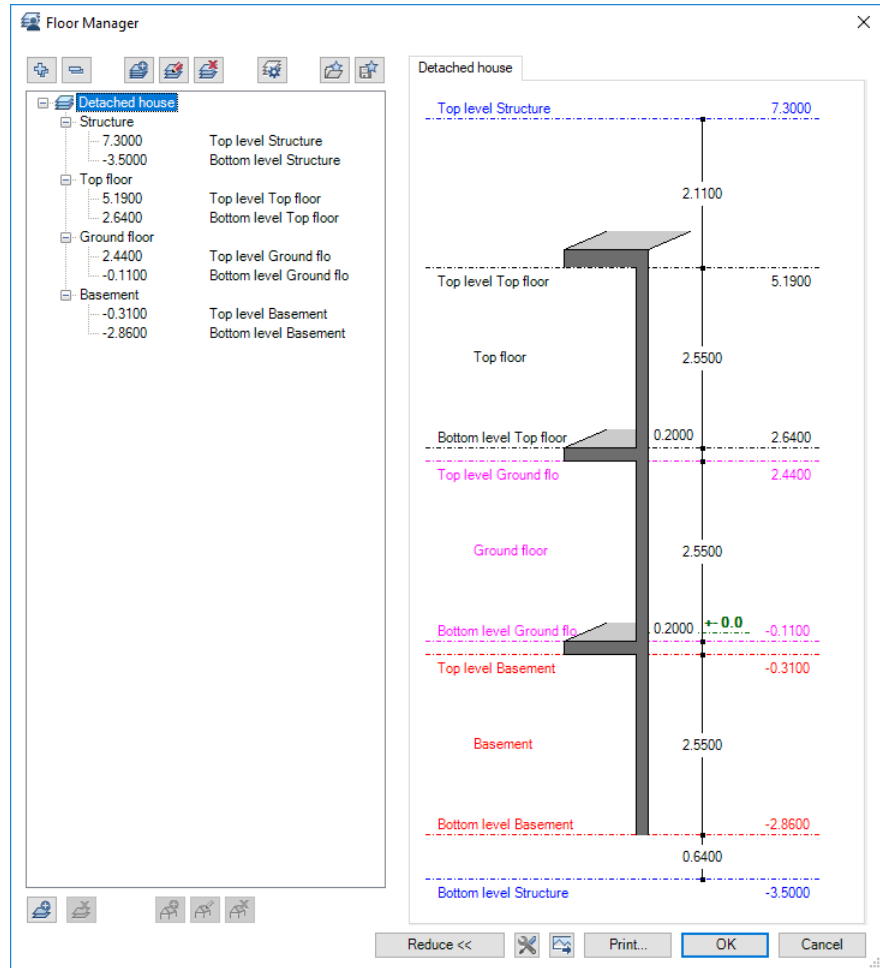 Floor Manager
Detached house
Structure
7.3000 Top level Structure
-3.5000 Bottom level Structure
Top floor
5.1900 Top level Top floor
2.6400 Bottom level Top floor
Ground floor
2.4400 Top level Ground flo
-0.1100 Bottom level Ground flo
Basement
-0.3100 Top level Basement
-2.8600 Bottom level Basement
Detached house
Top level Structure 7.3000
2.1100
Top level Top floor 5.1900
Top floor 2.5500
Bottom level Top floor 0.2000 2.6400
Top level Ground flo 2.4400
Ground floor 2.5500
+-0.0
Bottom level Ground flo 0.2000 -0.1100
Top level Basement -0.3100
Basement 2.5500
Bottom level Basement -2.8600
0.6400
Bottom level Structure -3.5000
Reduce << Print... OK Cancel